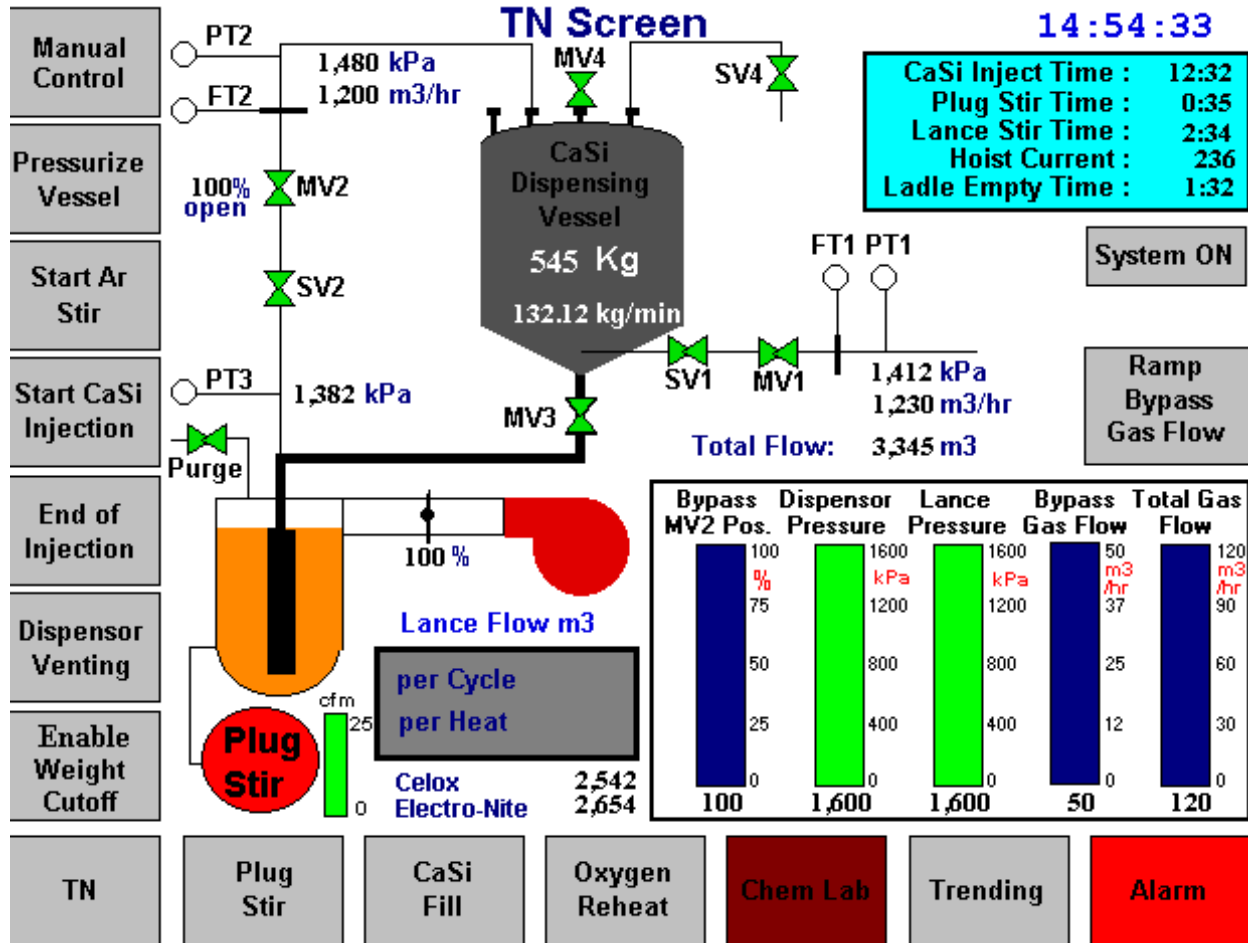 TN Screen
14:54:33
Manual
Control
Pressurize
Vessel
Start Ar
Stir
Start CaSi
Injection
End of
Injection
Dispensor
Venting
Enable
Weight
Cutoff
PT2
FT2
1,480 kPa
1,200 m3/hr
100%
open
MV2
SV2
PT3
1,382 kPa
Purge
MV4
SV4
CaSi
Dispensing
Vessel
545 Kg
132.12 kg/min
MV3
SV1
MV1
FT1 PT1
1,412 kPa
1,230 m3/hr
Total Flow: 3,345 m3
CaSi Inject Time : 12:32
Plug Stir Time : 0:35
Lance Stir Time : 2:34
Hoist Current : 236
Ladle Empty Time : 1:32
System ON
Ramp
Bypass
Gas Flow
100 %
Lance Flow m3
per Cycle
per Heat
Celox 2,542
Electro-Nite 2,654
cfm
25
0
Plug
Stir
Bypass
MV2 Pos.
100
%
75
50
25
0
100
Dispensor
Pressure
1600
kPa
1200
800
400
0
1,600
Lance
Pressure
1600
kPa
1200
800
400
0
1,600
Bypass
Gas Flow
50
m3
/hr
37
25
12
0
50
Total Gas
Flow
120
m3
/hr
90
60
30
0
120
TN
Plug
Stir
CaSi
Fill
Oxygen
Reheat
Chem Lab
Trending
Alarm